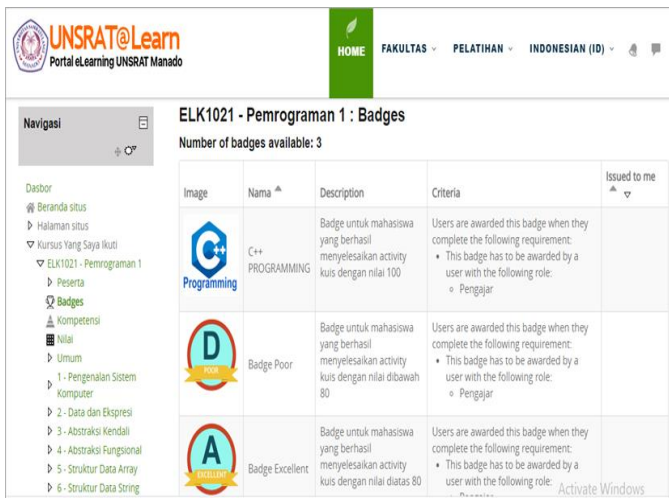 UNSRAT@Learn
Portal eLearning UNSRAT Manado
HOME
FAKULTAS
PELATIHAN
INDONESIAN (ID)
Navigasi
Dasbor
Beranda situs
Halaman situs
Kursus Yang Saya Ikuti
ELK1021 - Pemrograman 1
Peserta
Badges
Kompetensi
Nilai
Umum
1 - Pengenalan Sistem
Komputer
2 - Data dan Ekspresi
3 - Abstraksi Kendali
4 - Abstraksi Fungsional
5 - Struktur Data Array
6 - Struktur Data String
ELK1021 - Pemrograman 1 : Badges
Number of badges available: 3
Image
Nama
Description
Criteria
Issued to me
C++
Programming
C++
PROGRAMMING
Badge untuk mahasiswa
yang berhasil
menyelesaikan activity
kuis dengan nilai 100
Users are awarded this badge when they
complete the following requirement:
This badge has to be awarded by a
user with the following role:
Pengajar
D
POOR
Badge Poor
Badge untuk mahasiswa
yang berhasil
menyelesaikan activity
kuis dengan nilai dibawah
80
Users are awarded this badge when they
complete the following requirement:
This badge has to be awarded by a
user with the following role:
Pengajar
A
EXCELLENT
Badge Excellent
Badge untuk mahasiswa
yang berhasil
menyelesaikan activity
kuis dengan nilai diatas 80
Users are awarded this badge when they
complete the following requirement:
This badge has to be awarded by a
user with the following role:
Activate Windows